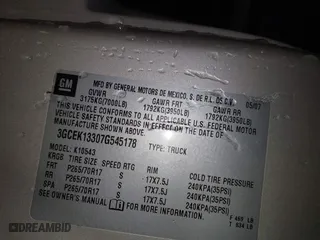 GM
MFD BY GENERAL MOTORS DE MEXICO, S. DE R.L. DE C.V.
05/07
GVWR GAWR FRT GAWR RR
3175KG(7000LB) 1792KG(3950LB) 1792KG(3950LB)
THIS VEHICLE CONFORMS TO ALL APPLICABLE U.S. FEDERAL MOTOR
VEHICLE SAFETY STANDARDS IN EFFECT ON THE DATE OF
MANUFACTURE SHOWN ABOVE.
3GCEK13307G545178 TYPE: TRUCK
MODEL: K10543
KRGB TIRE SIZE SPEED RTG RIM COLD TIRE PRESSURE
FRT P265/70R17 S 17X7.5J 240KPA(35PSI)
RR P265/70R17 S 17X7.5J 240KPA(35PSI)
SPA P265/70R17 S 17X7.5J 240KPA(35PSI)
SEE OWNER'S MANUAL FOR ADDITIONAL INFORMATION
DREAMBID